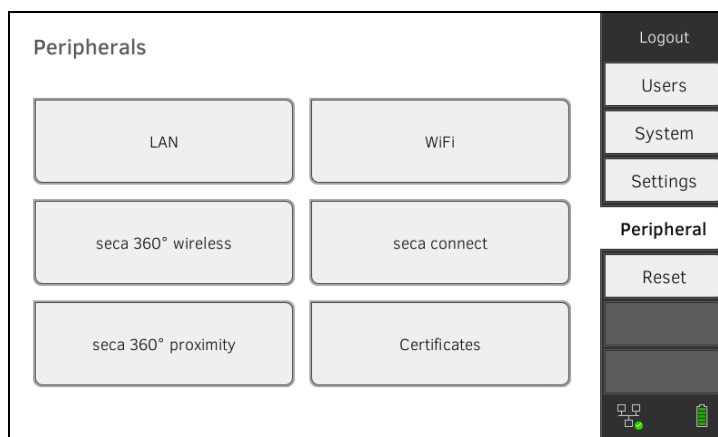 Peripherals
LAN
WiFi
seca 360° wireless
seca connect
seca 360° proximity
Certificates
Logout
Users
System
Settings
Peripheral
Reset